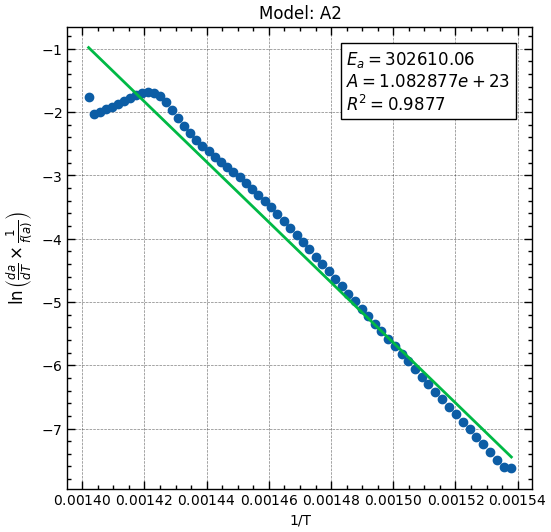 Model: A2
E_a = 302610.06
A = 1.082877e + 23
R^2 = 0.9877
ln (da/dT × 1/f(a))
−1
−2
−3
−4
−5
−6
−7
0.00140 0.00142 0.00144 0.00146 0.00148 0.00150 0.00152 0.00154
1/T